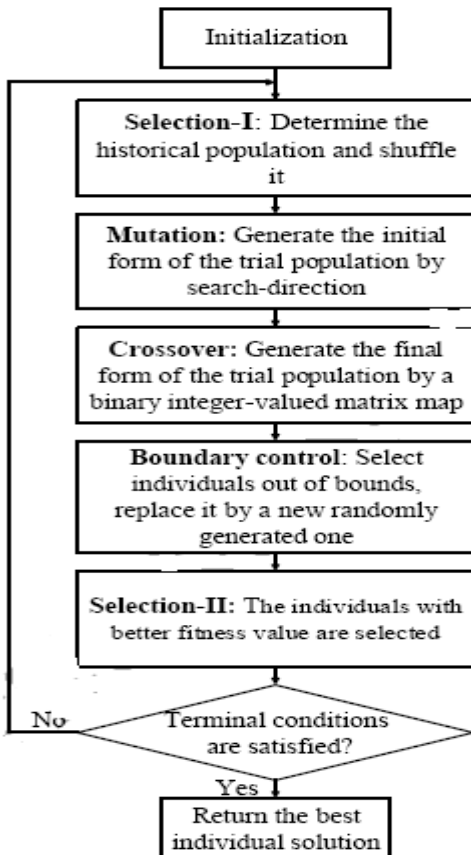 Initialization
Selection-I: Determine the
historical population and shuffle
it
Mutation: Generate the initial
form of the trial population by
search-direction
Crossover: Generate the final
form of the trial population by a
binary integer-valued matrix map
Boundary control: Select
individuals out of bounds,
replace it by a new randomly
generated one
Selection-II: The individuals with
better fitness value are selected
No
Terminal conditions
are satisfied?
Yes
Return the best
individual solution